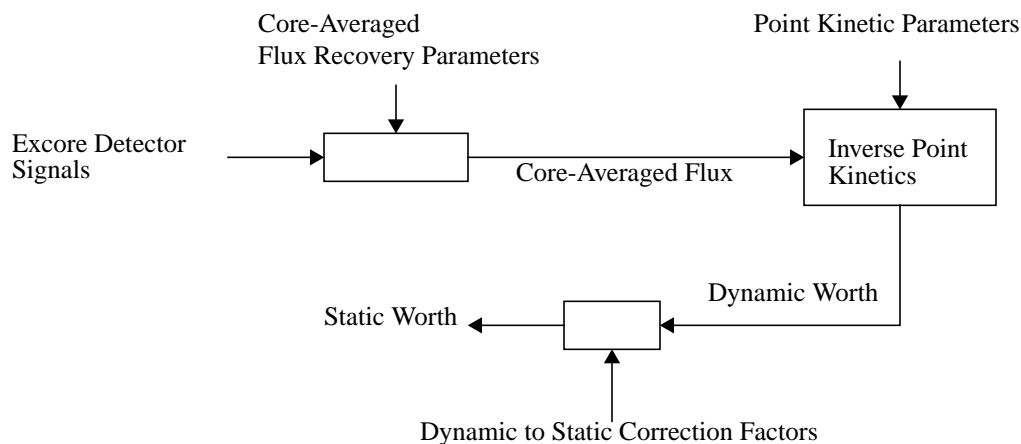 Core-Averaged
Flux Recovery Parameters
Point Kinetic Parameters
Excore Detector
Signals
Core-Averaged Flux
Inverse Point
Kinetics
Dynamic Worth
Static Worth
Dynamic to Static Correction Factors